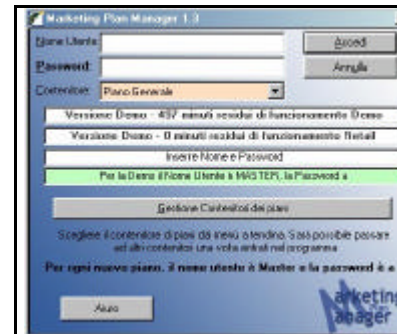 Marketing Plan Manager 1.3
Nome Utente:
Accedi
Password:
Annulla
Contenitore: Piano Generale
Versione Demo - 497 minuti residui di funzionamento Demo
Versione Demo - 0 minuti residui di funzionamento Retail
Inserire Nome e Password
Per la Demo il Nome Utente è MASTER, la Password a
Gestione Contenitori dei piani
Scegliere il contenitore di piani dal menù a tendina. Sarà possibile passare
ad altri contenitori una volta entrati nel programma
Per ogni nuovo piano, il nome utente è Master e la password è a
Aiuto
Marketing
Manager